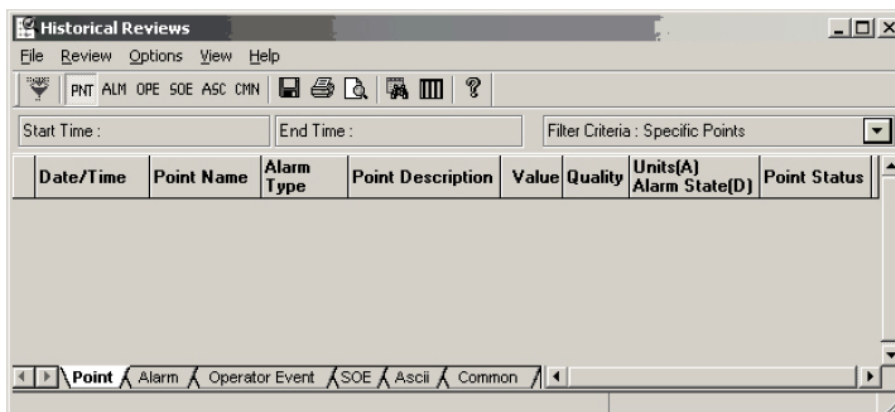 Historical Reviews
File Review Options View Help
PNT ALM OPE SOE ASC CMN
Start Time : End Time : Filter Criteria : Specific Points
Date/Time Point Name Alarm Type Point Description Value Quality Units(A) Alarm State(D) Point Status
Point Alarm Operator Event SOE Ascii Common